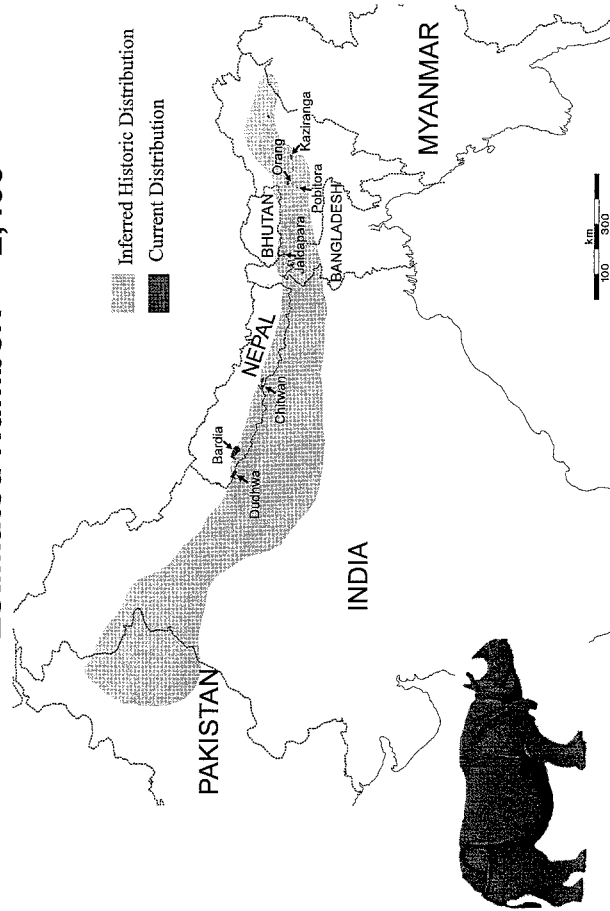 Inferred Historic Distribution
Current Distribution
PAKISTAN
INDIA
NEPAL
BHUTAN
BANGLADESH
MYANMAR
Bardia
Dudhwa
Chitwan
Jaldapara
Orang
Kaziranga
Pobitora
km
100 300